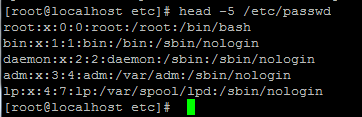 [root@localhost etc]# head -5 /etc/passwd
root:x:0:0:root:/root:/bin/bash
bin:x:1:1:bin:/bin:/sbin/nologin
daemon:x:2:2:daemon:/sbin:/sbin/nologin
adm:x:3:4:adm:/var/adm:/sbin/nologin
lp:x:4:7:lp:/var/spool/lpd:/sbin/nologin
[root@localhost etc]#